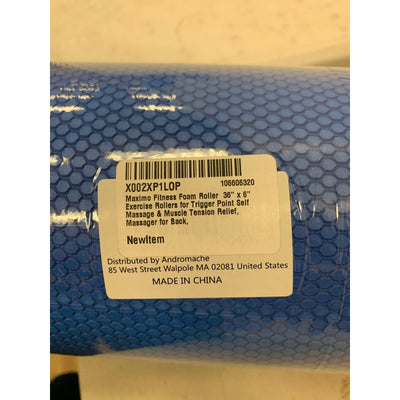 X002XP1LOP 106606320
Maximo Fitness Foam Roller 36" x 6"
Exercise Rollers for Trigger Point Self
Massage & Muscle Tension Relief,
Massager for Back,
NewItem
Distributed by Andromache
85 West Street Walpole MA 02081 United States
MADE IN CHINA